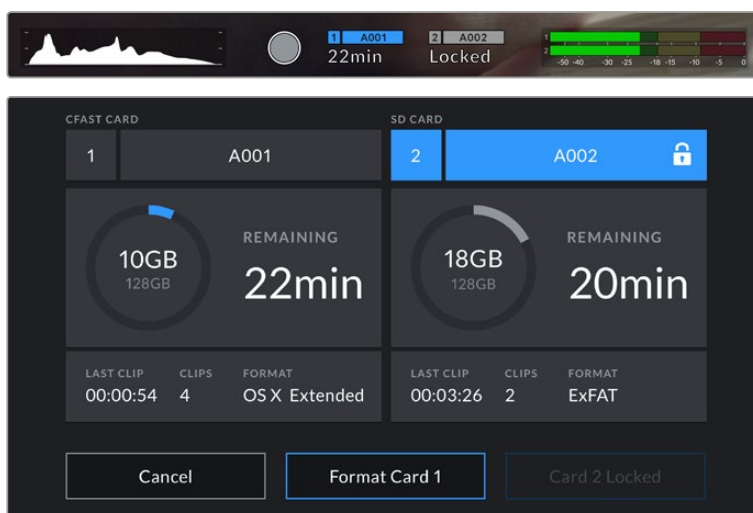 1 A001
22min
2 A002
Locked
1
2
-50 -40 -30 -25 -18 -15 -10 -5 0
CFAST CARD
1 A001
SD CARD
2 A002
10GB
128GB
REMAINING
22min
18GB
128GB
REMAINING
20min
LAST CLIP CLIPS FORMAT
00:00:54 4 OS X Extended
LAST CLIP CLIPS FORMAT
00:03:26 2 ExFAT
Cancel
Format Card 1
Card 2 Locked